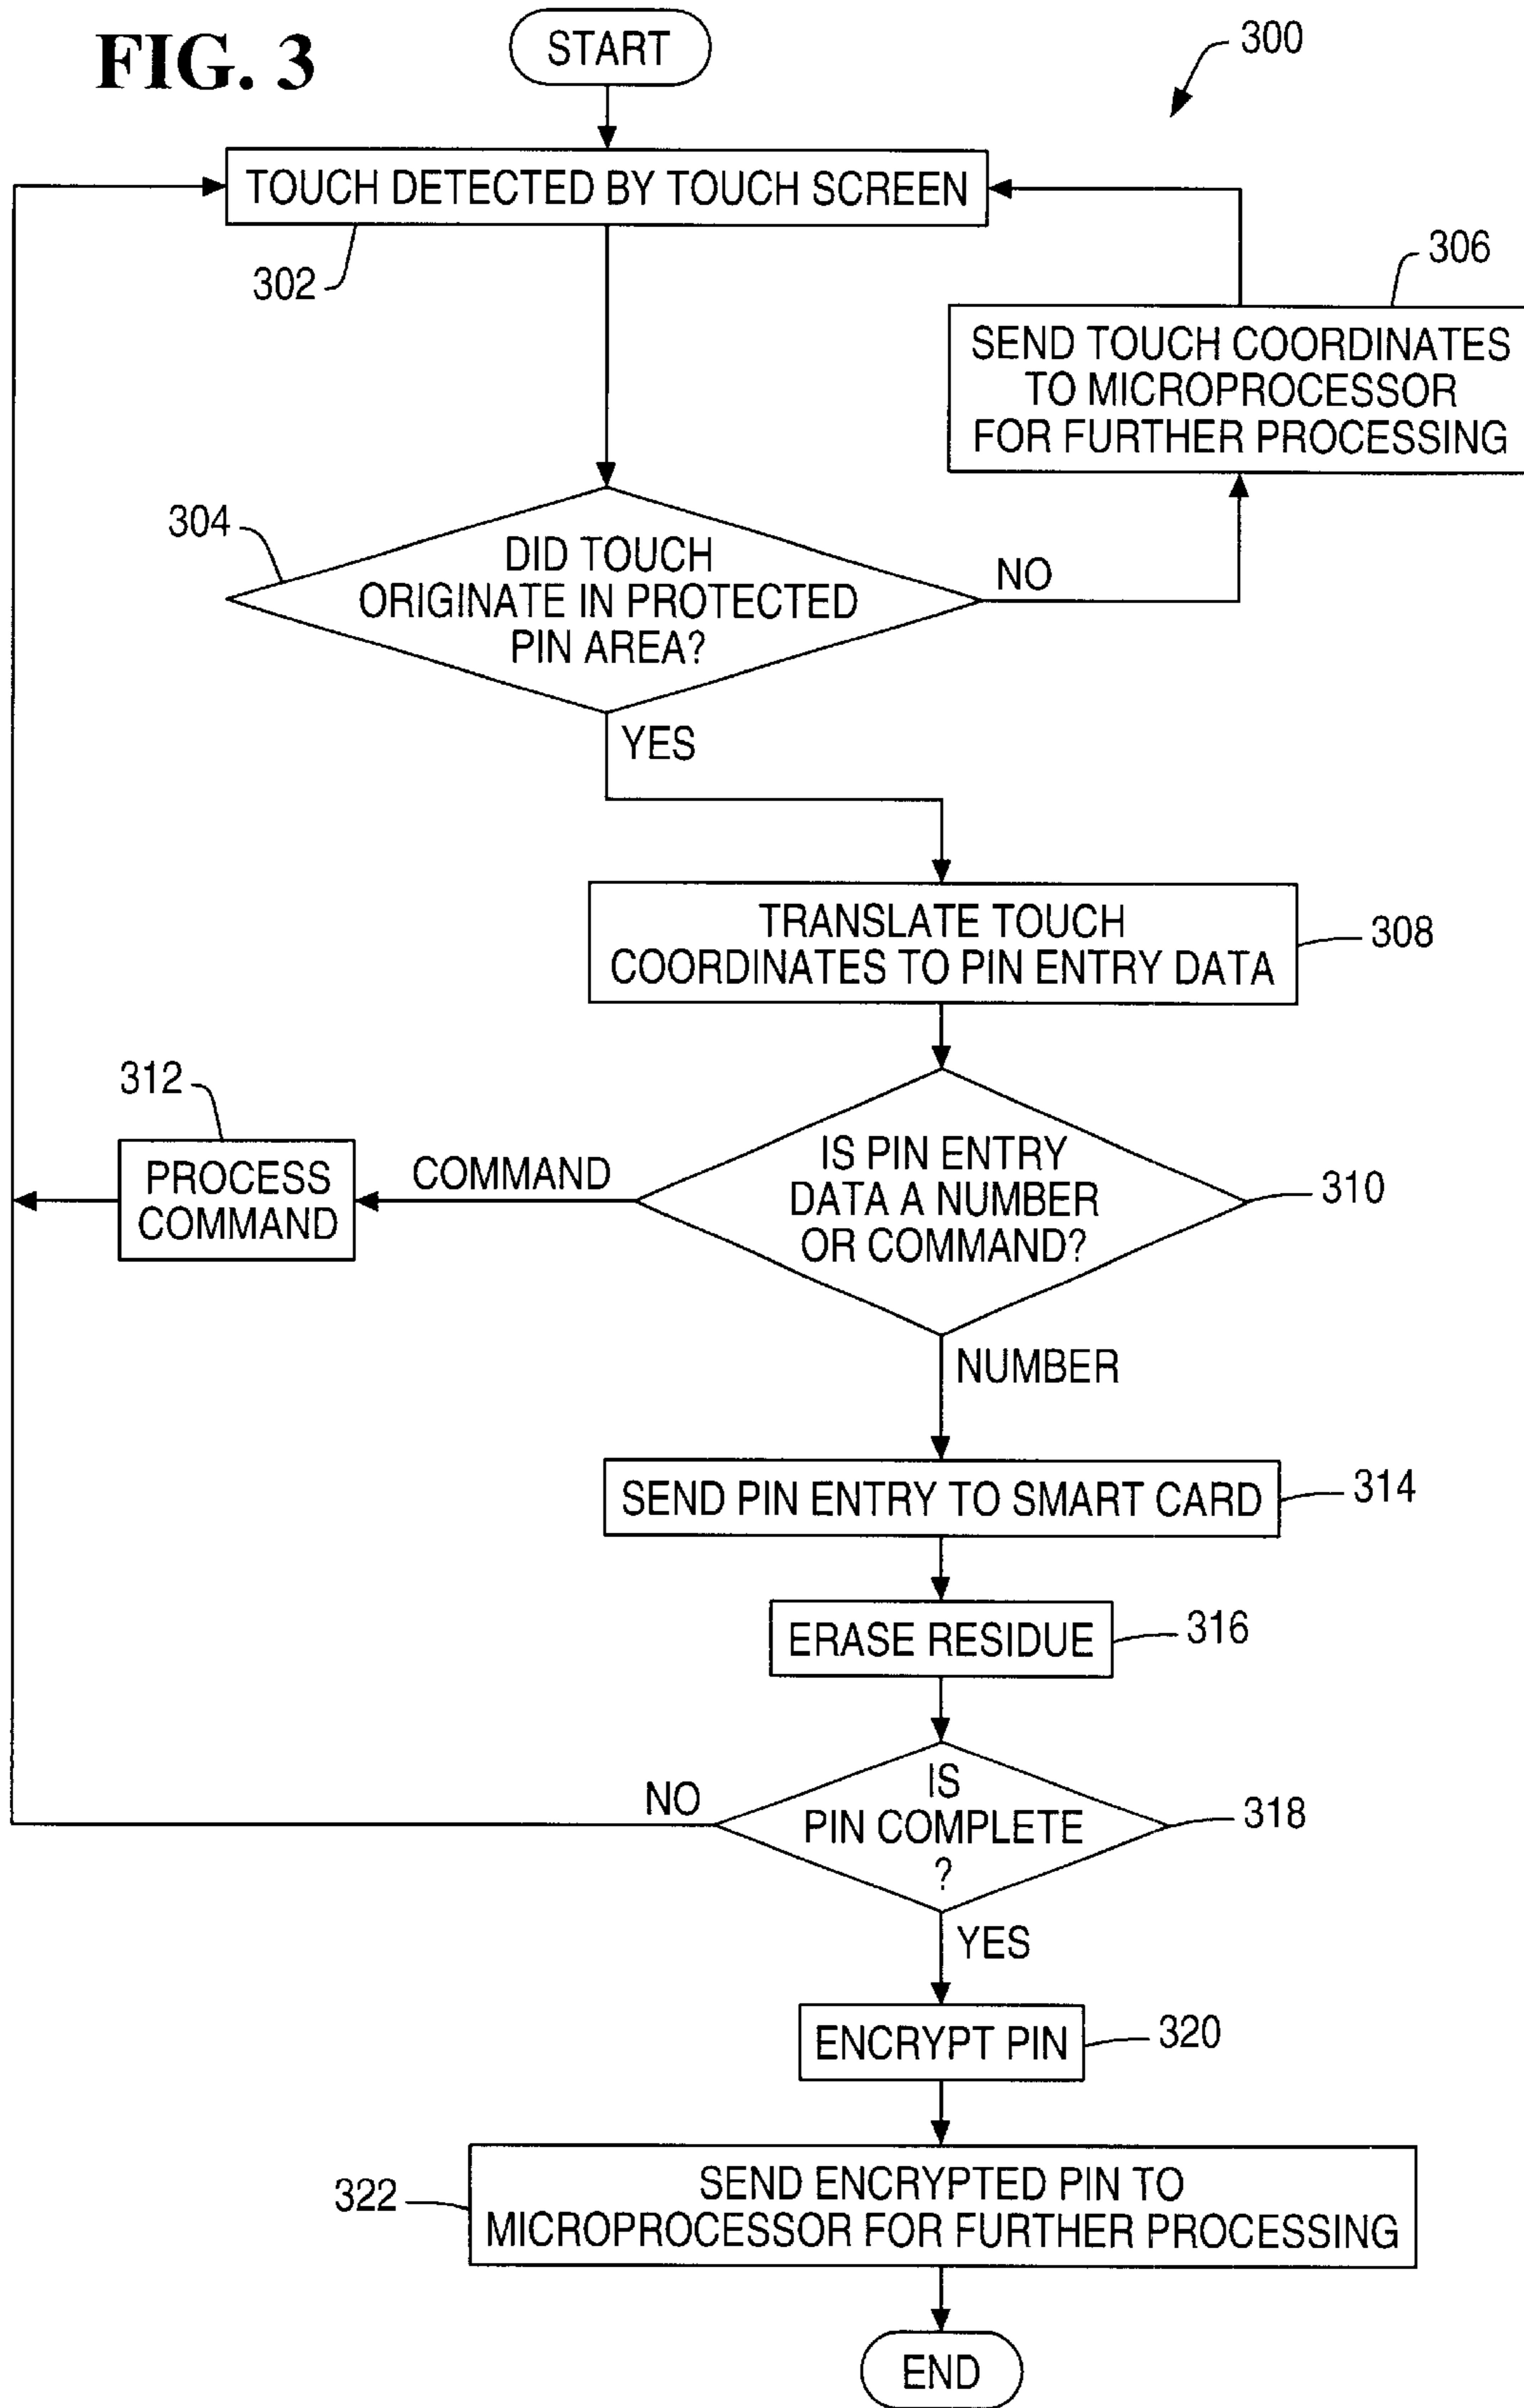 FIG. 3
START
300
TOUCH DETECTED BY TOUCH SCREEN
302
306
SEND TOUCH COORDINATES
TO MICROPROCESSOR
FOR FURTHER PROCESSING
304
DID TOUCH
ORIGINATE IN PROTECTED
PIN AREA?
NO
YES
TRANSLATE TOUCH
COORDINATES TO PIN ENTRY DATA
308
312
PROCESS
COMMAND
COMMAND
IS PIN ENTRY
DATA A NUMBER
OR COMMAND?
310
NUMBER
SEND PIN ENTRY TO SMART CARD
314
ERASE RESIDUE
316
NO
IS
PIN COMPLETE
?
318
YES
ENCRYPT PIN
320
322
SEND ENCRYPTED PIN TO
MICROPROCESSOR FOR FURTHER PROCESSING
END